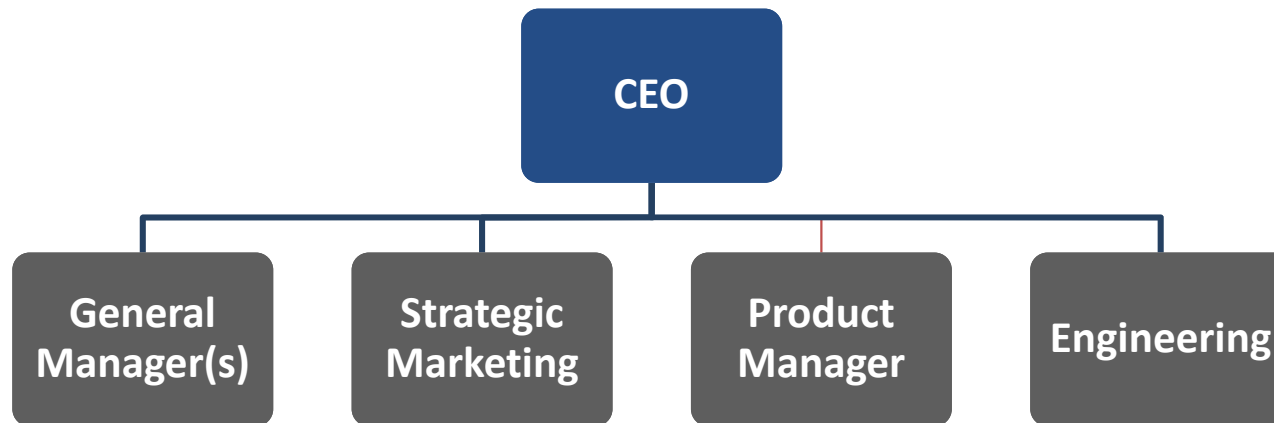 CEO
General
Manager(s)
Strategic
Marketing
Product
Manager
Engineering